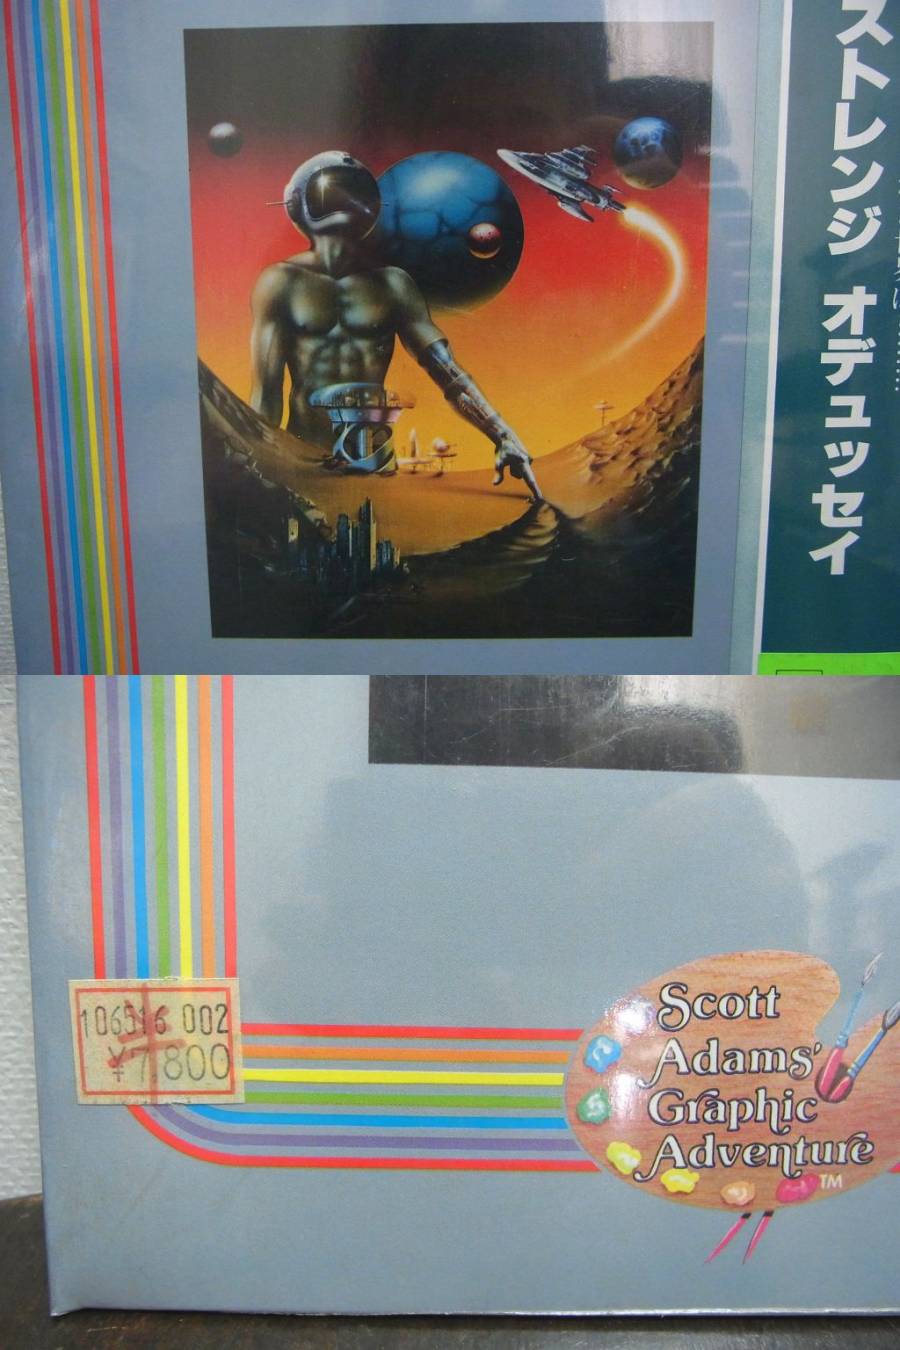 ストレンジ オデュッセイ
106516 002
¥7,800
Scott
Adams'
Graphic
Adventure
TM